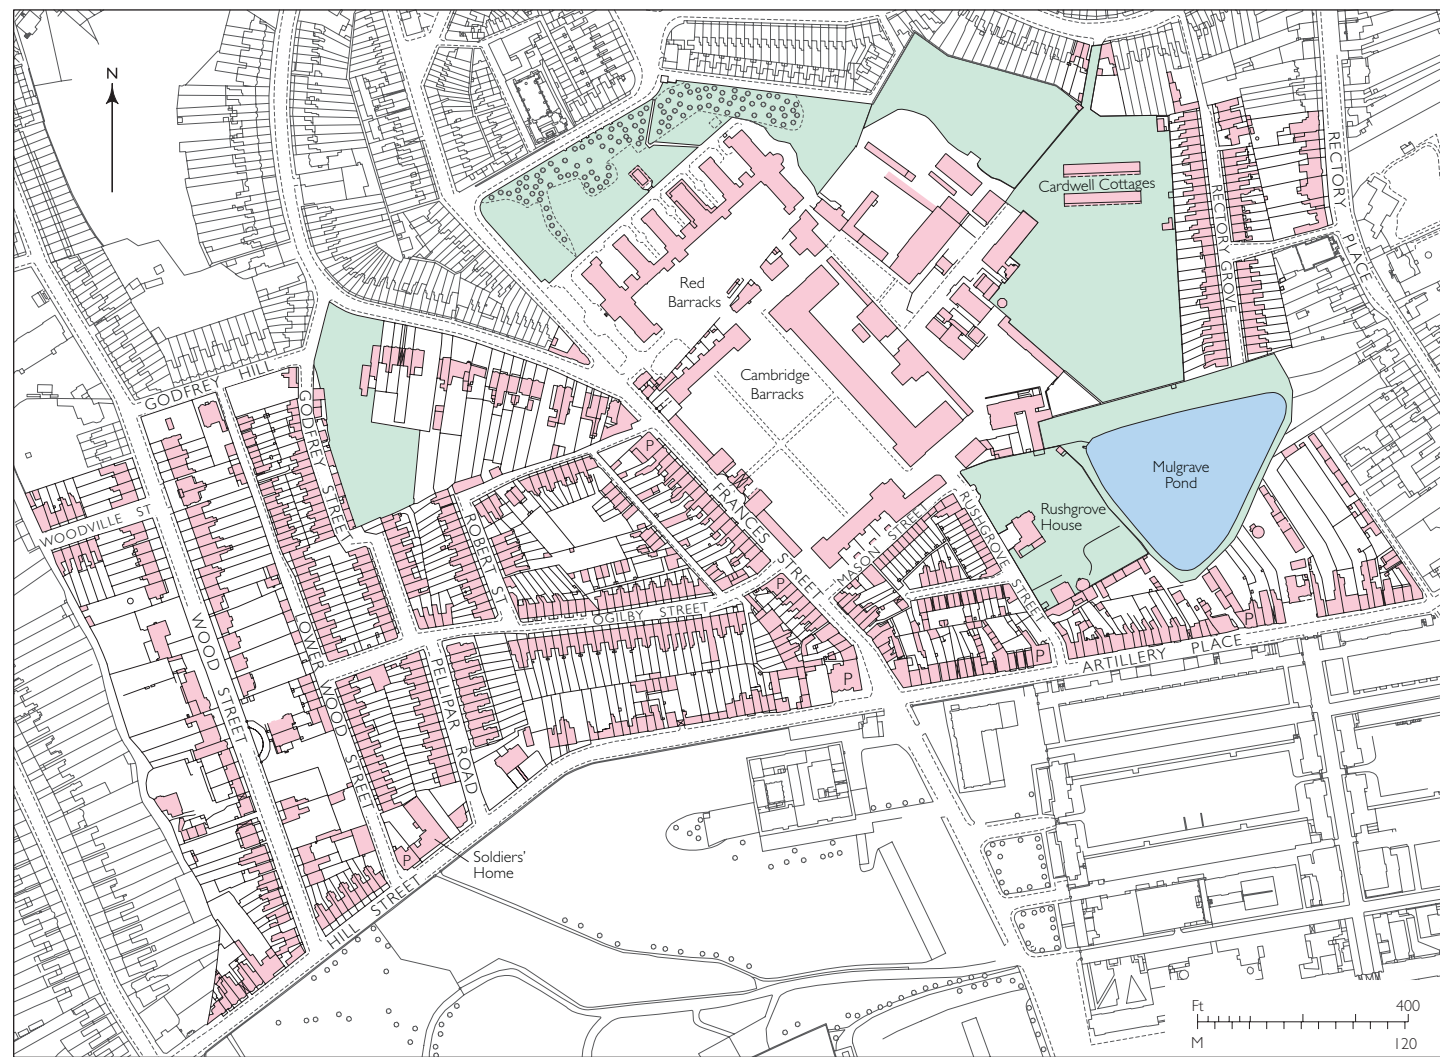 N
RECTORY PLACE
Cardwell Cottages
RECTORY GROVE
Red
Barracks
GODFREY HILL
GODFREY STREET
Cambridge
Barracks
P
FRANCES STREET
Mulgrave
Pond
WOODVILLE ST
RIDBER ST
MASON STREET
RUSHGROVE STREET
Rushgrove
House
P
OGILBY STREET
P
WOOD STREET
LOWER WOOD STREET
PELLIPAR ROAD
P
P
ARTILLERY PLACE
Soldiers'
Home
P
HILL STREET
Ft 400
M 120